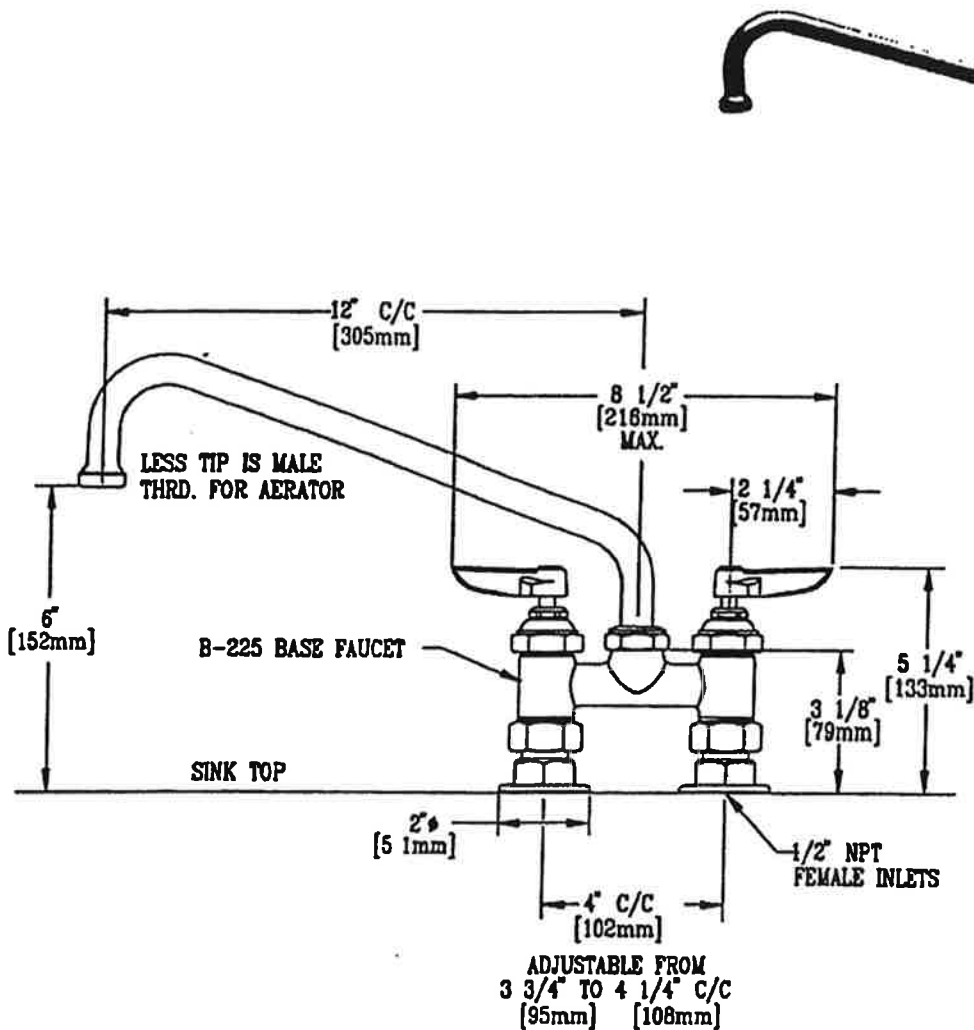 12" C/C
[305mm]
8 1/2"
[216mm]
MAX.
LESS TIP IS MALE
THRD. FOR AERATOR
2 1/4"
[57mm]
6"
[152mm]
B-225 BASE FAUCET
5 1/4"
[133mm]
3 1/8"
[79mm]
SINK TOP
2"ϕ
[5 1mm]
1/2" NPT
FEMALE INLETS
4" C/C
[102mm]
ADJUSTABLE FROM
3 3/4" TO 4 1/4" C/C
[95mm] [108mm]